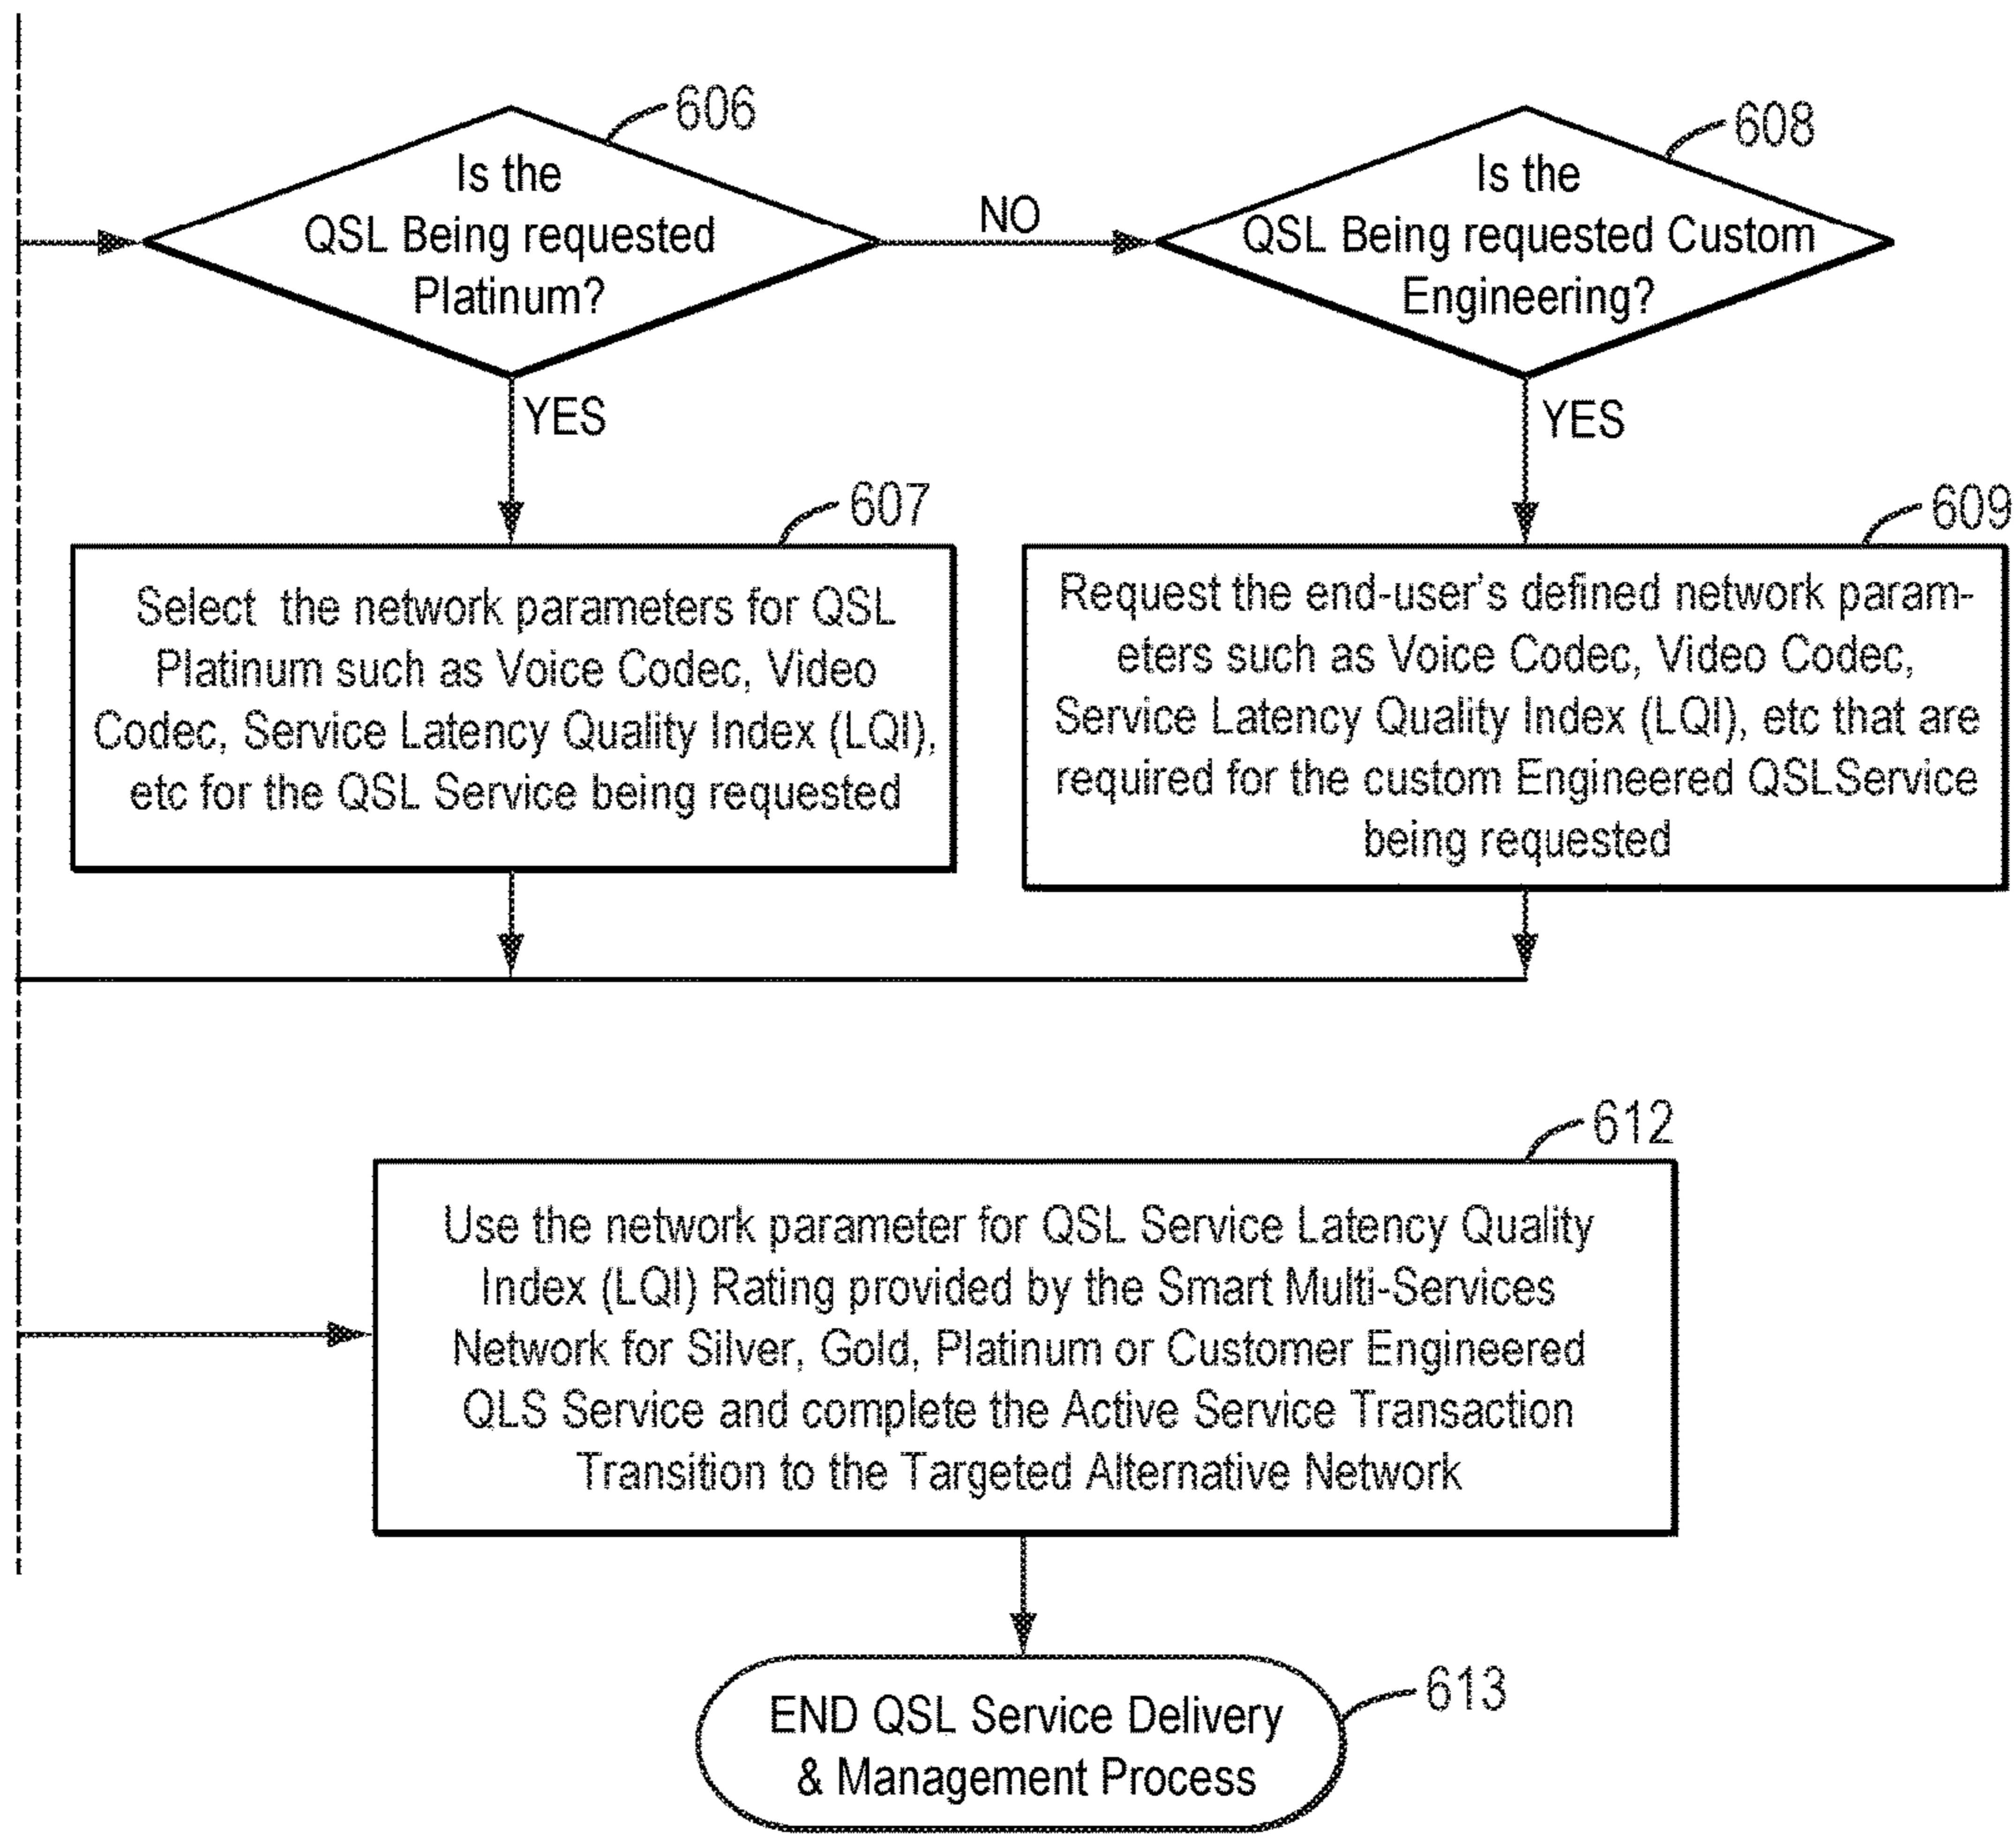 606
Is the
QSL Being requested
Platinum?
NO
608
Is the
QSL Being requested Custom
Engineering?
YES
YES
607
Select the network parameters for QSL
Platinum such as Voice Codec, Video
Codec, Service Latency Quality Index (LQI),
etc for the QSL Service being requested
609
Request the end-user's defined network param-
eters such as Voice Codec, Video Codec,
Service Latency Quality Index (LQI), etc that are
required for the custom Engineered QSLService
being requested
612
Use the network parameter for QSL Service Latency Quality
Index (LQI) Rating provided by the Smart Multi-Services
Network for Silver, Gold, Platinum or Customer Engineered
QLS Service and complete the Active Service Transaction
Transition to the Targeted Alternative Network
613
END QSL Service Delivery
& Management Process